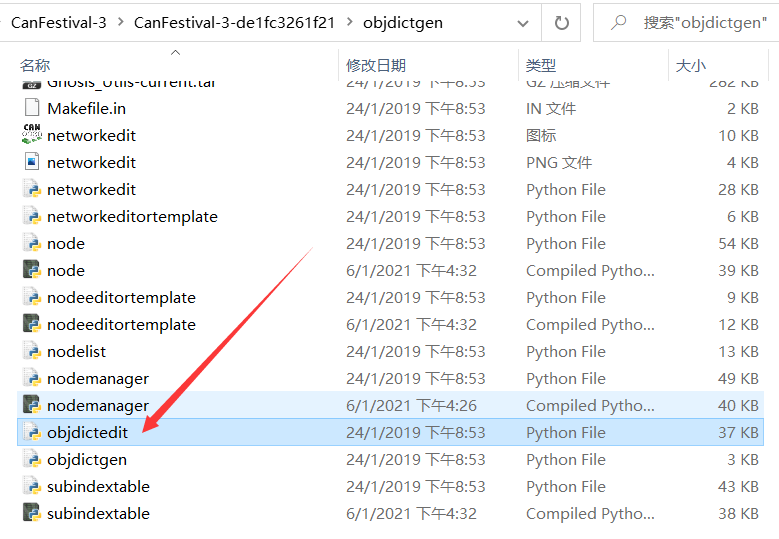 CanFestival-3 > CanFestival-3-de1fc3261f21 > objdictgen 搜索"objdictgen"
名称 修改日期 类型 大小
Gnosis_Utils-current.tar 24/1/2019 下午8:53 GZ 压缩文件 282 KB
Makefile.in 24/1/2019 下午8:53 IN 文件 2 KB
networkedit 24/1/2019 下午8:53 图标 10 KB
networkedit 24/1/2019 下午8:53 PNG 文件 4 KB
networkedit 24/1/2019 下午8:53 Python File 28 KB
networkeditortemplate 24/1/2019 下午8:53 Python File 6 KB
node 24/1/2019 下午8:53 Python File 54 KB
node 6/1/2021 下午4:32 Compiled Pytho... 39 KB
nodeeditortemplate 24/1/2019 下午8:53 Python File 9 KB
nodeeditortemplate 6/1/2021 下午4:32 Compiled Pytho... 12 KB
nodelist 24/1/2019 下午8:53 Python File 13 KB
nodemanager 24/1/2019 下午8:53 Python File 49 KB
nodemanager 6/1/2021 下午4:26 Compiled Pytho... 40 KB
objdictedit 24/1/2019 下午8:53 Python File 37 KB
objdictgen 24/1/2019 下午8:53 Python File 3 KB
subindextable 24/1/2019 下午8:53 Python File 43 KB
subindextable 6/1/2021 下午4:32 Compiled Pytho... 38 KB